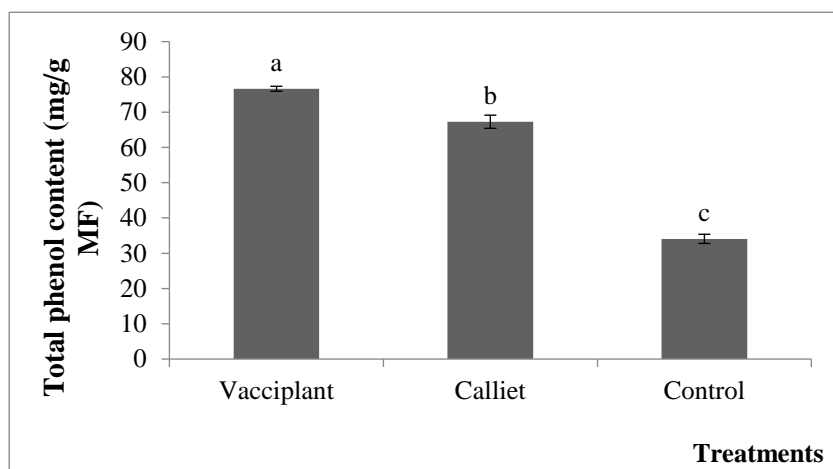 Total phenol content (mg/g
MF)
90
80
70
60
50
40
30
20
10
0
a
b
c
Vacciplant Calliet Control
Treatments